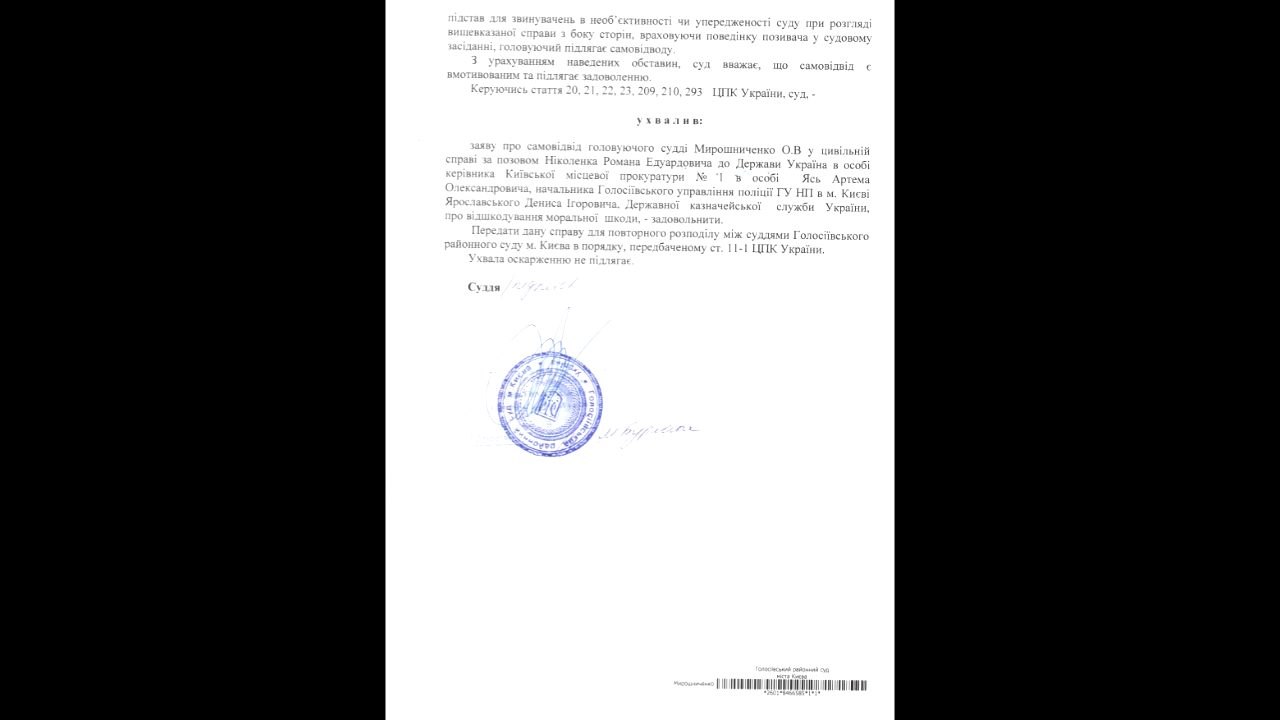 підстав для звинувачень в необ'єктивності чи упередженості суду при розгляді
вищевказаної справи з боку сторін, враховуючи поведінку позивача у судовому
засіданні, головуючий підлягає самовідводу.
З урахуванням наведених обставин, суд вважає, що самовідвід є
вмотивованим та підлягає задоволенню.
Керуючись стаття 20, 21, 22, 23, 209, 210, 293 ЦПК України, суд, -
у х в а л и в:
заяву про самовідвід головуючого судді Мирошниченко О.В у цивільній
справі за позовом Ніколенка Романа Едуардовича до Держави Україна в особі
керівника Київської місцевої прокуратури № 1 в особі Ясь Артема
Олександровича, начальника Голосіївського управління поліції ГУ НП в м. Києві
Ярославського Дениса Ігоровича, Державної казначейської служби України,
про відшкодування моральної шкоди, - задовольнити.
Передати дану справу для повторного розподілу між суддями Голосіївського
районного суду м. Києва в порядку, передбаченому ст. 11-1 ЦПК України.
Ухвала оскарженню не підлягає.
Суддя
Голосіївський районний суд
міста Києва
Мирошниченко
*2601*8466585*1*1*